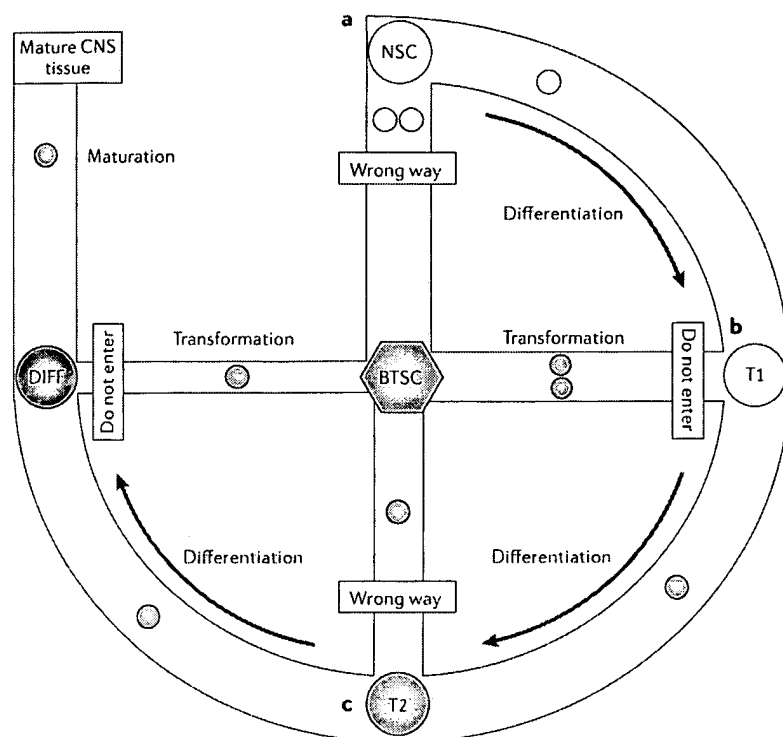 a
NSC
Mature CNS
tissue
Maturation
Wrong way
Differentiation
Transformation
Transformation
b
Do not enter
DIFF
Do not enter
BTSC
T1
Differentiation
Differentiation
Wrong way
c
T2